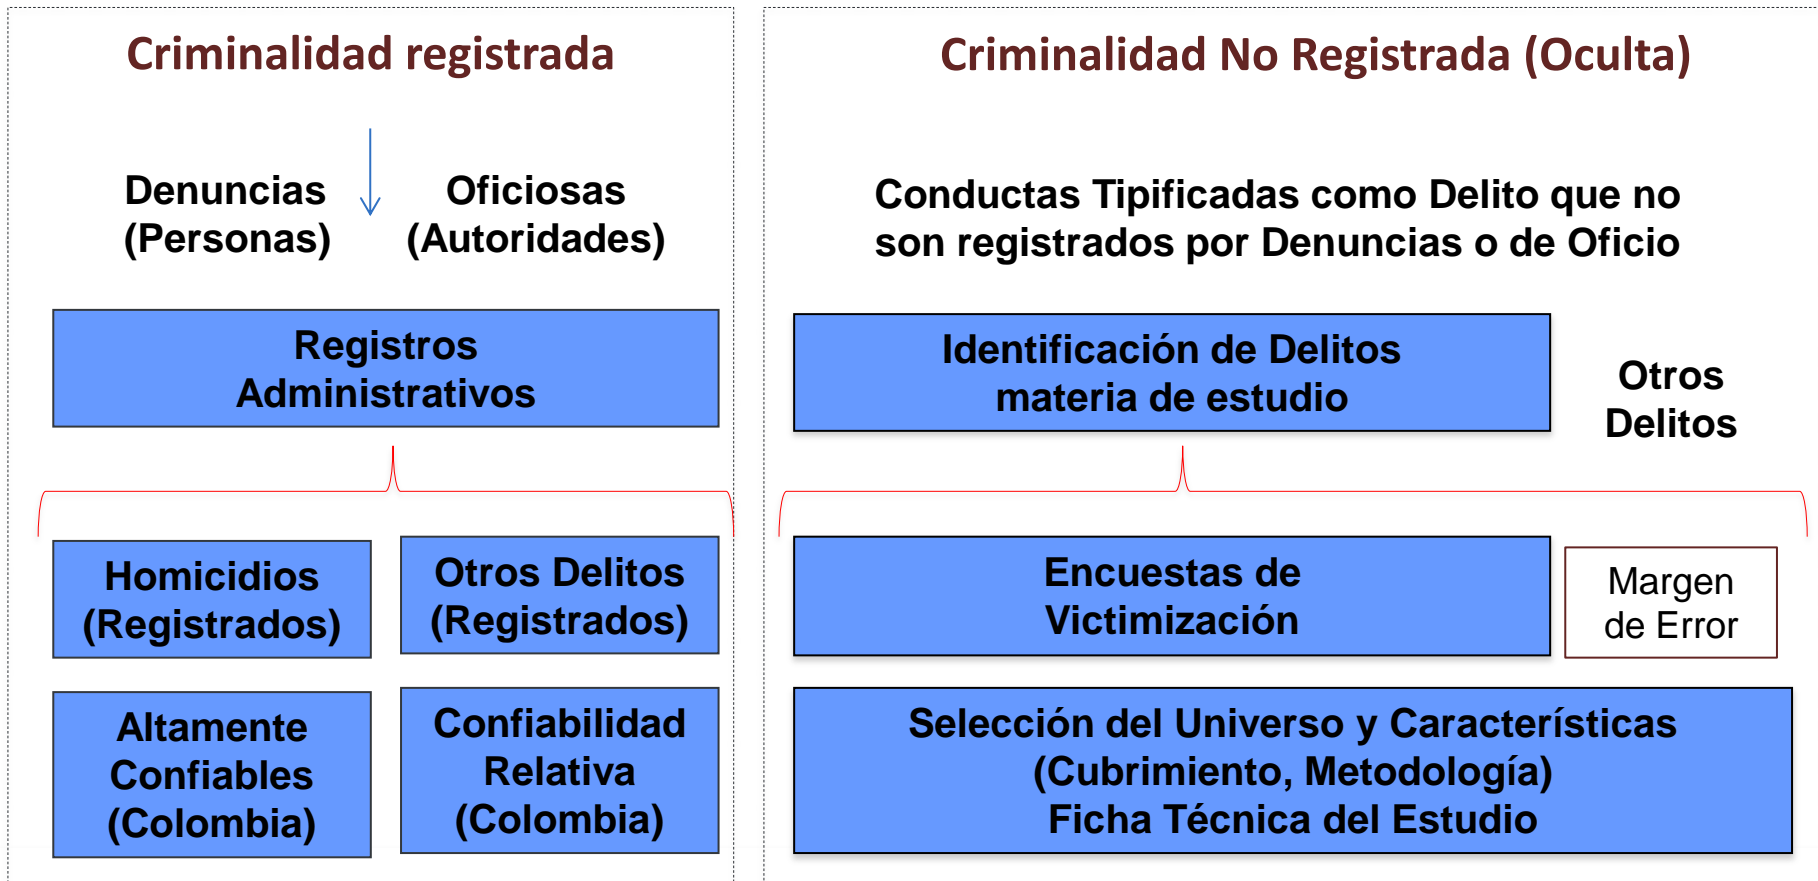 Criminalidad registrada
Denuncias
(Personas)
Oficiosas
(Autoridades)
Registros
Administrativos
Homicidios
(Registrados)
Otros Delitos
(Registrados)
Altamente
Confiables
(Colombia)
Confiabilidad
Relativa
(Colombia)
Criminalidad No Registrada (Oculta)
Conductas Tipificadas como Delito que no
son registrados por Denuncias o de Oficio
Identificación de Delitos
materia de estudio
Otros
Delitos
Encuestas de
Victimización
Margen
de Error
Selección del Universo y Características
(Cubrimiento, Metodología)
Ficha Técnica del Estudio